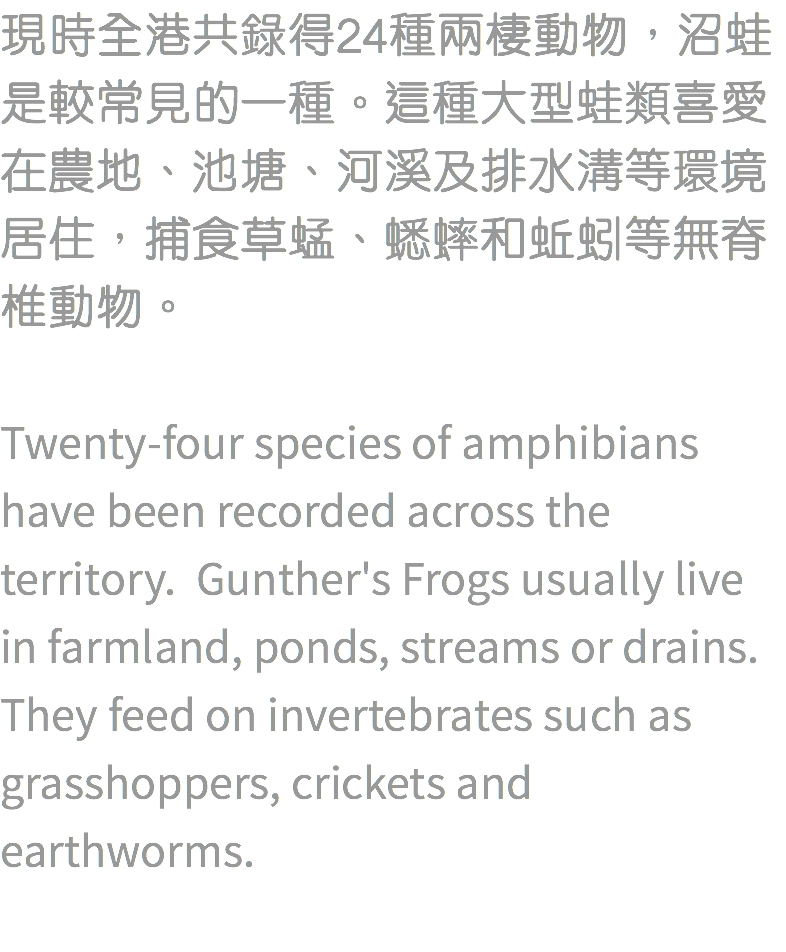 現時全港共錄得24種兩棲動物，沼蛙
是較常見的一種。這種大型蛙類喜愛
在農地、池塘、河溪及排水溝等環境
居住，捕食草蜢、蟋蟀和蚯蚓等無脊
椎動物。
Twenty-four species of amphibians
have been recorded across the
territory.  Gunther's Frogs usually live
in farmland, ponds, streams or drains.
They feed on invertebrates such as
grasshoppers, crickets and
earthworms.